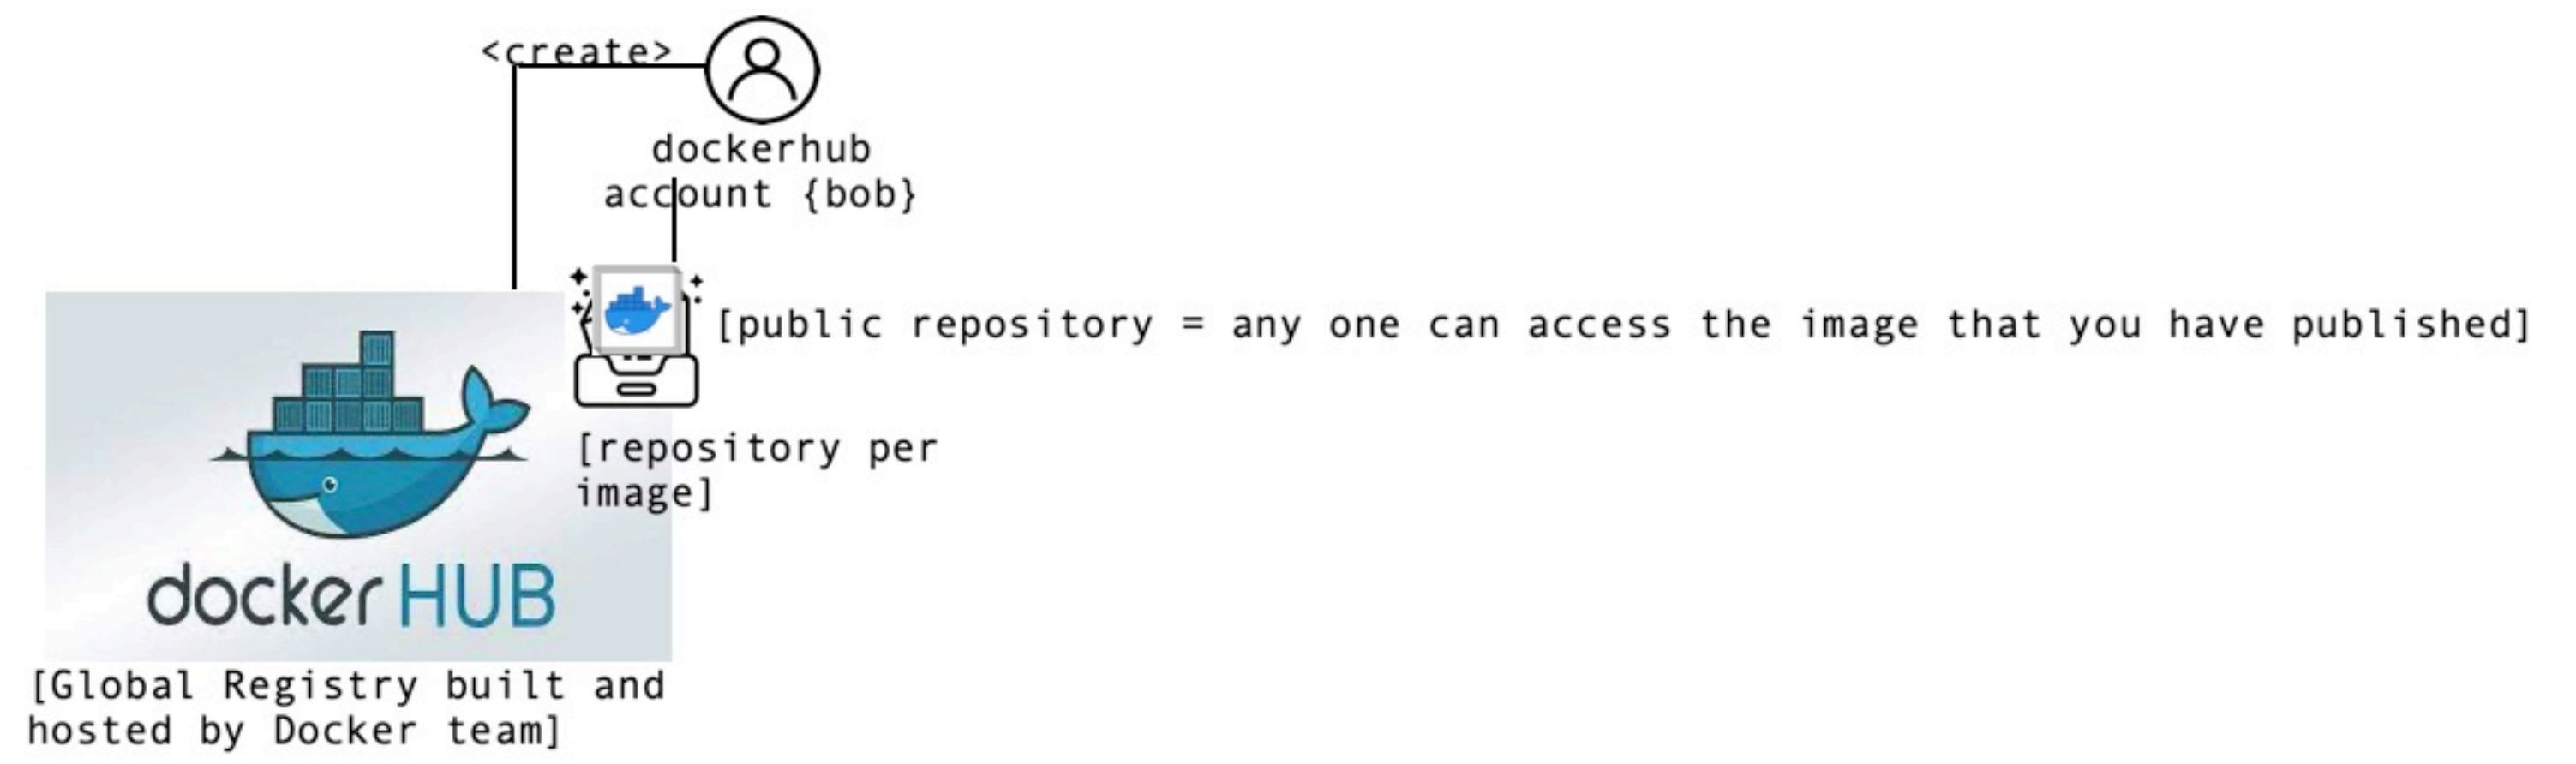 <create>
dockerhub
account {bob}
[public repository = any one can access the image that you have published]
[repository per
image]
docker HUB
[Global Registry built and
hosted by Docker team]